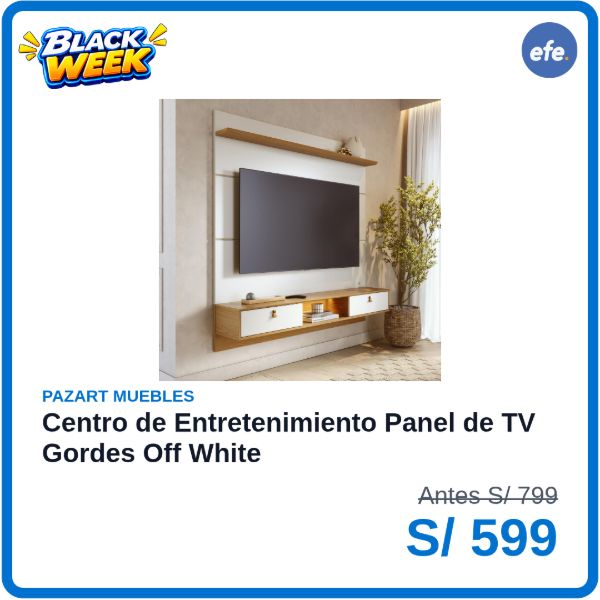 BLACK
WEEK
efe.
PAZART MUEBLES
Centro de Entretenimiento Panel de TV
Gordes Off White
Antes S/ 799
S/ 599